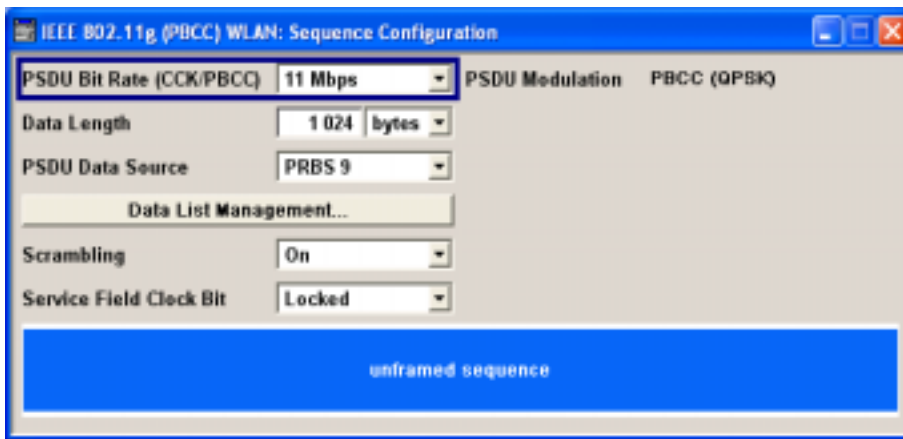 IEEE 802.11g (PBCC) WLAN: Sequence Configuration
PSDU Bit Rate (CCK/PBCC) 11 Mbps PSDU Modulation PBCC (QPSK)
Data Length 1 024 bytes
PSDU Data Source PRBS 9
Data List Management...
Scrambling On
Service Field Clock Bit Locked
unframed sequence